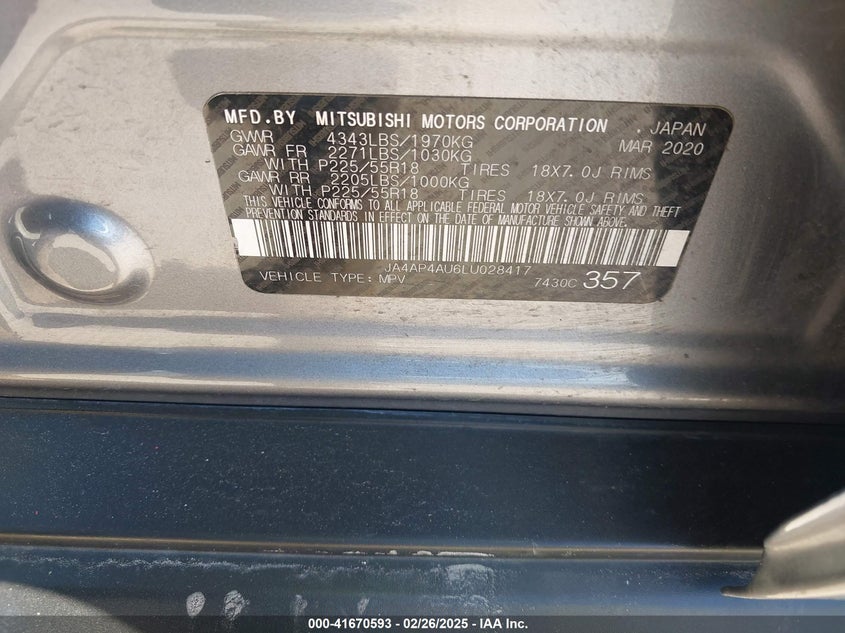 MFD.BY MITSUBISHI MOTORS CORPORATION , JAPAN
GVWR 4343LBS/1970KG MAR 2020
GAWR FR 2271LBS/1030KG
WITH P225/55R18 TIRES 18X7.0J RIMS
GAWR RR 2205LBS/1000KG
WITH P225/55R18 TIRES 18X7.0J RIMS
THIS VEHICLE CONFORMS TO ALL APPLICABLE FEDERAL MOTOR VEHICLE SAFETY AND THEFT
PREVENTION STANDARDS IN EFFECT ON THE DATE OF MANUFACTURE SHOWN ABOVE.
JA4AP4AU6LU028417
VEHICLE TYPE: MPV 7430C 357
000-41670593 / 02/26/2025 - IAA Inc.